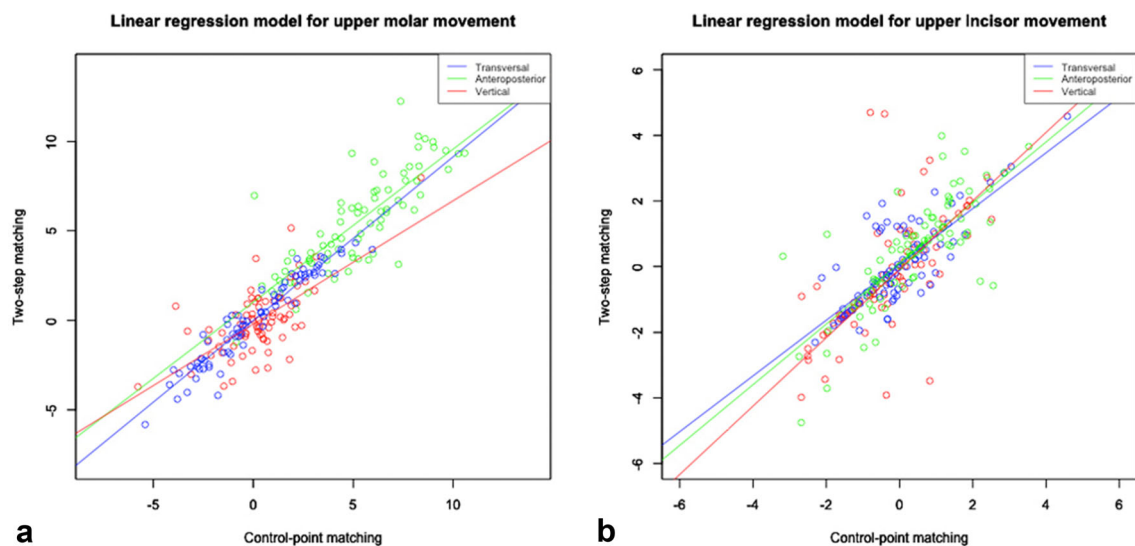 Linear regression model for upper molar movement
Transversal
Anteroposterior
Vertical
Two-step matching
10
5
0
-5
-5
0
5
10
Control-point matching
a
Linear regression model for upper Incisor movement
Transversal
Anteroposterior
Vertical
Two-step matching
6
4
2
0
-2
-4
-6
-6
-4
-2
0
2
4
6
Control-point matching
b